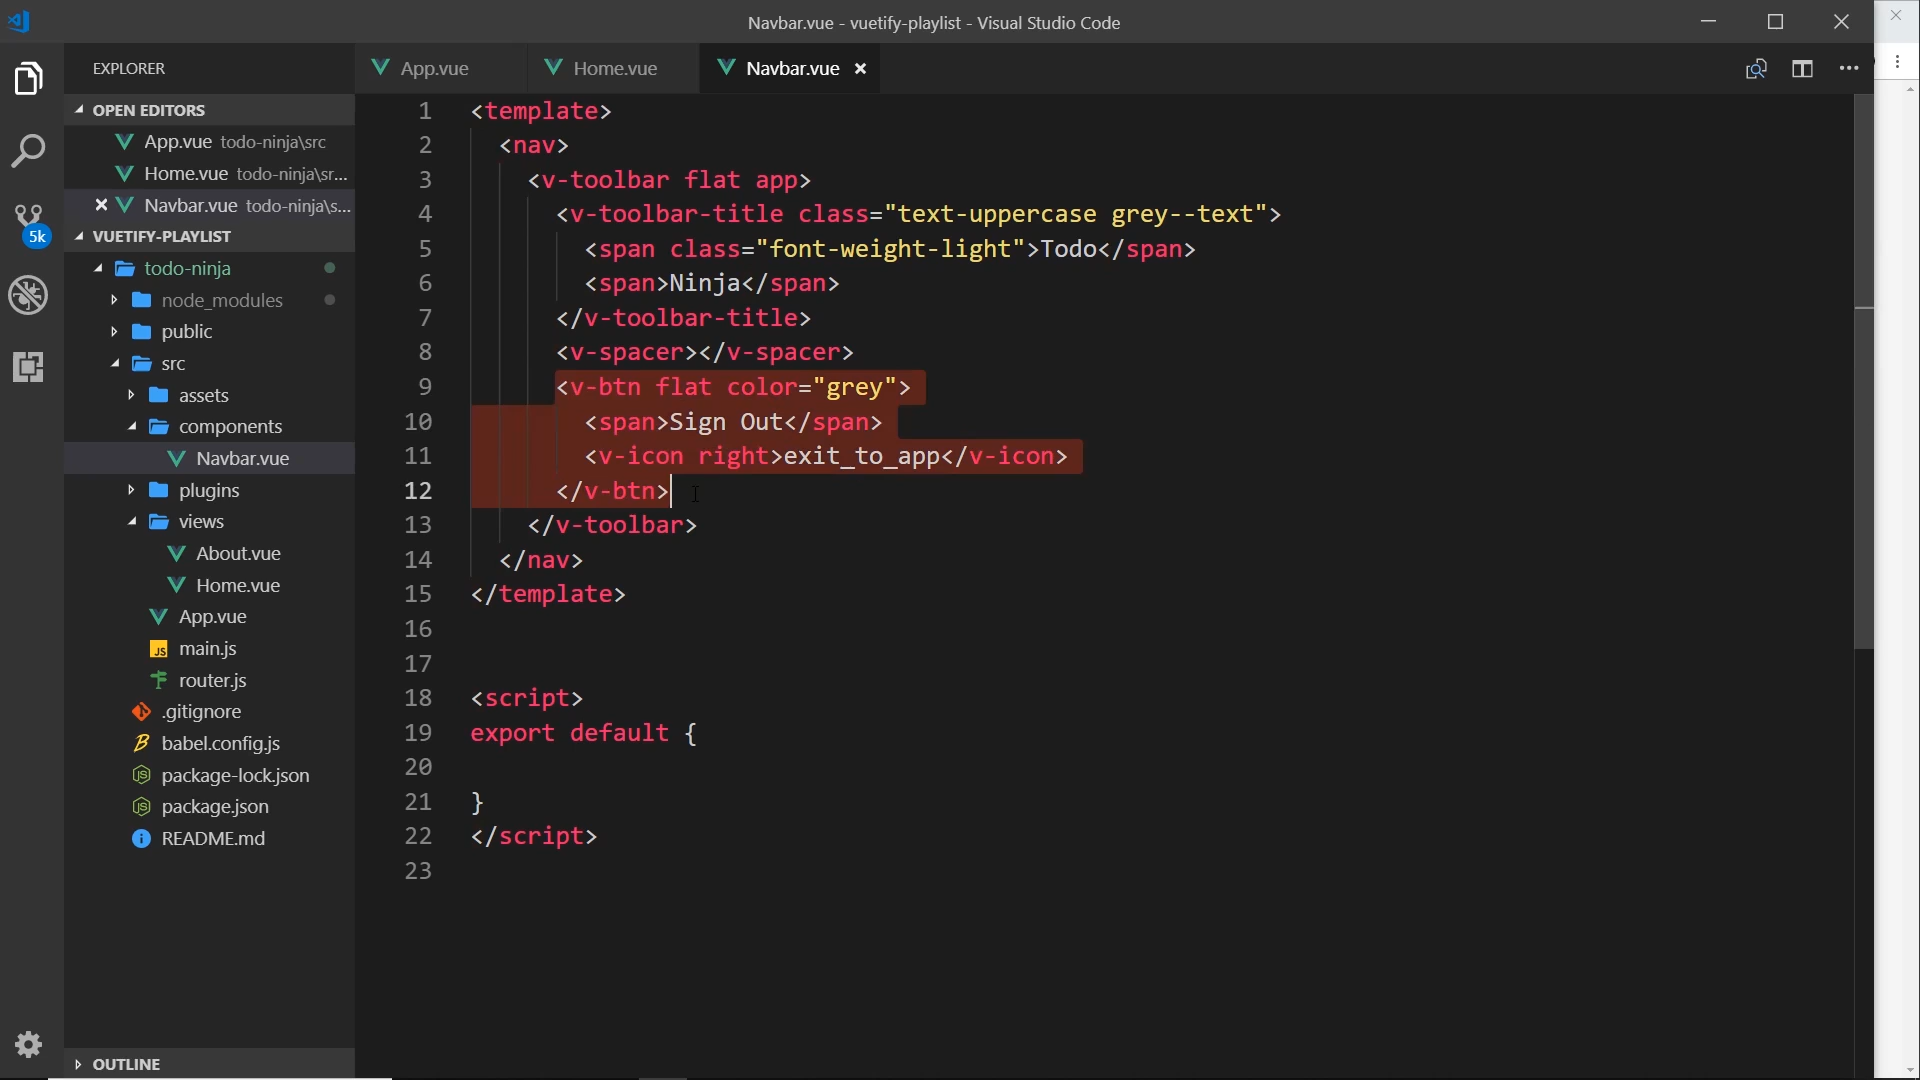 Navbar.vue - vuetify-playlist - Visual Studio Code
EXPLORER
App.vue
Home.vue
Navbar.vue
OPEN EDITORS
App.vue todo-ninja\src
Home.vue todo-ninja\sr...
Navbar.vue todo-ninja\s...
5k
VUETIFY-PLAYLIST
todo-ninja
node_modules
public
src
assets
components
Navbar.vue
plugins
views
About.vue
Home.vue
App.vue
JS main.js
router.js
.gitignore
babel.config.js
package-lock.json
package.json
README.md
OUTLINE
1 <template>
2 <nav>
3 <v-toolbar flat app>
4 <v-toolbar-title class="text-uppercase grey--text">
5 <span class="font-weight-light">Todo</span>
6 <span>Ninja</span>
7 </v-toolbar-title>
8 <v-spacer></v-spacer>
9 <v-btn flat color="grey">
10 <span>Sign Out</span>
11 <v-icon right>exit_to_app</v-icon>
12 </v-btn>
13 </v-toolbar>
14 </nav>
15 </template>
16
17
18 <script>
19 export default {
20
21 }
22 </script>
23